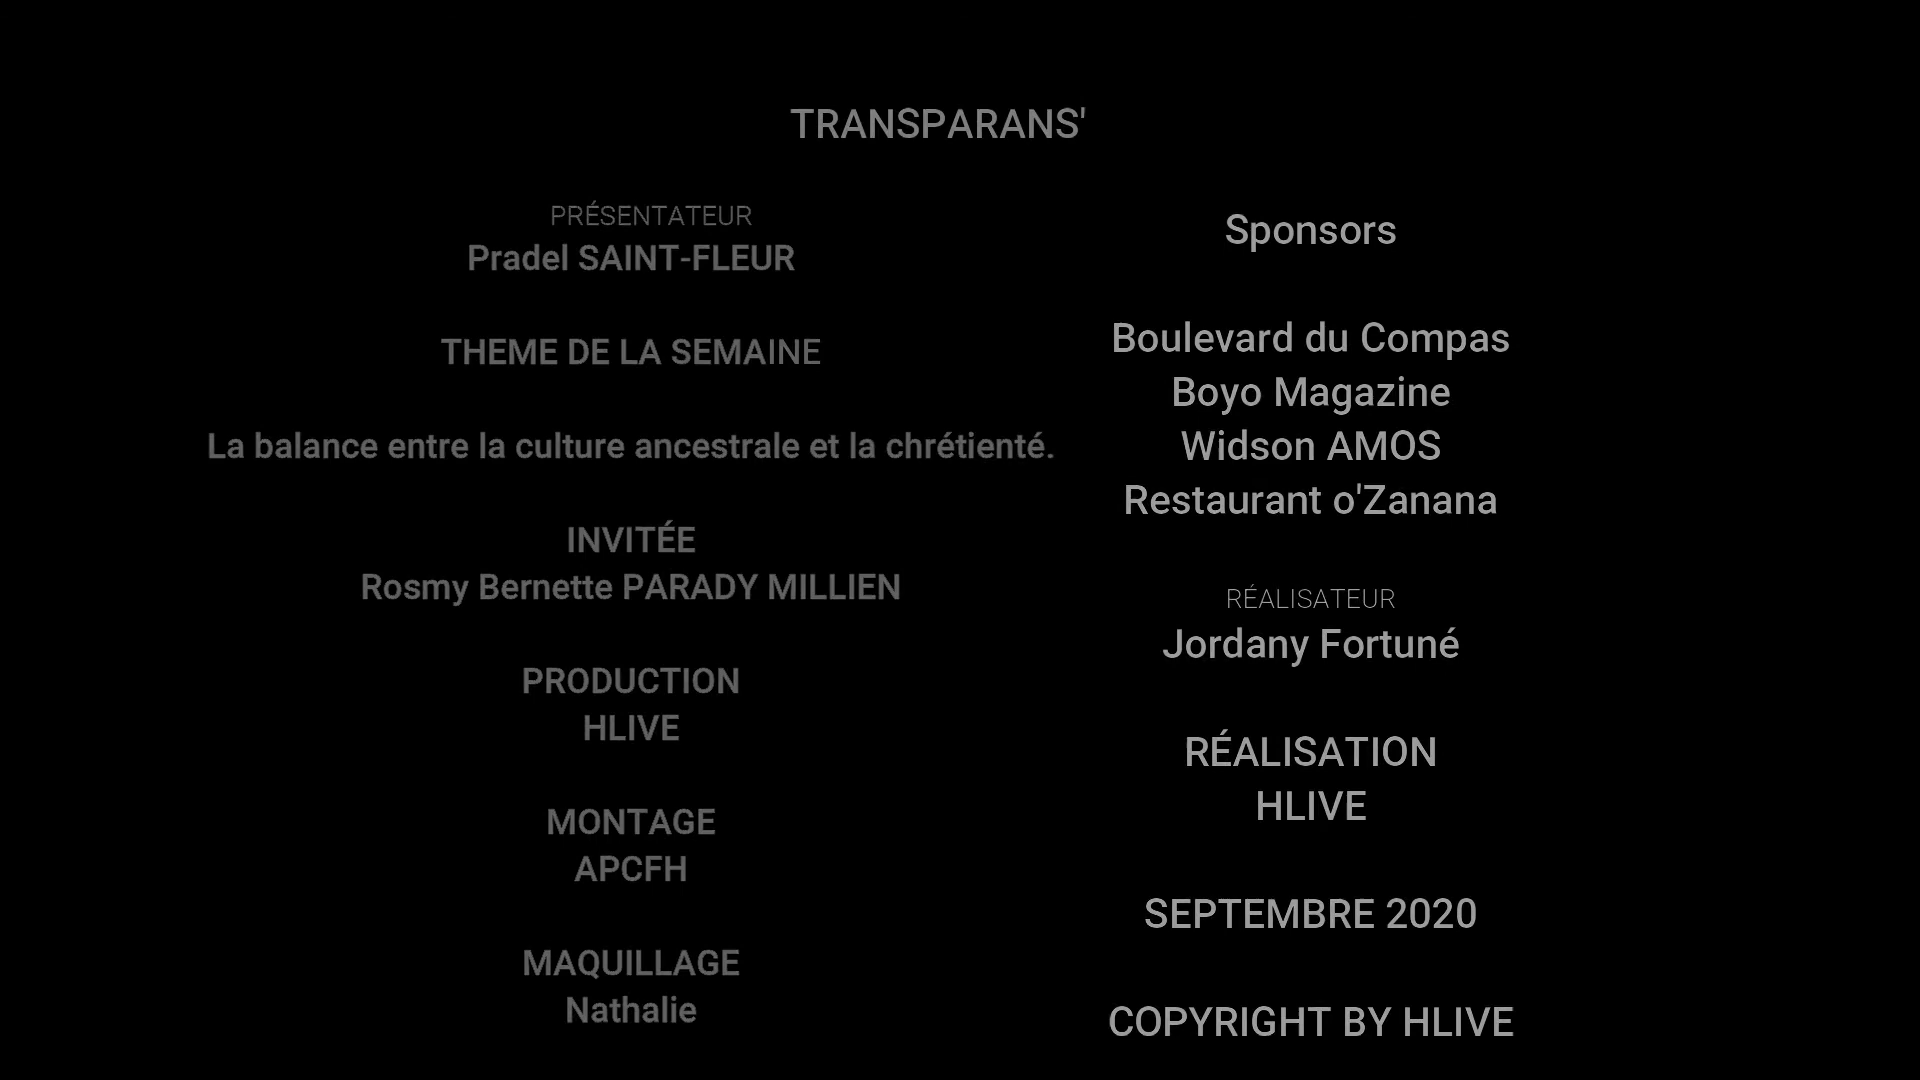 TRANSPARANS'
PRÉSENTATEUR
Pradel SAINT-FLEUR
THEME DE LA SEMAINE
La balance entre la culture ancestrale et la chrétienté.
INVITÉE
Rosmy Bernette PARADY MILLIEN
PRODUCTION
HLIVE
MONTAGE
APCFH
MAQUILLAGE
Nathalie
Sponsors
Boulevard du Compas
Boyo Magazine
Widson AMOS
Restaurant o'Zanana
RÉALISATEUR
Jordany Fortuné
RÉALISATION
HLIVE
SEPTEMBRE 2020
COPYRIGHT BY HLIVE